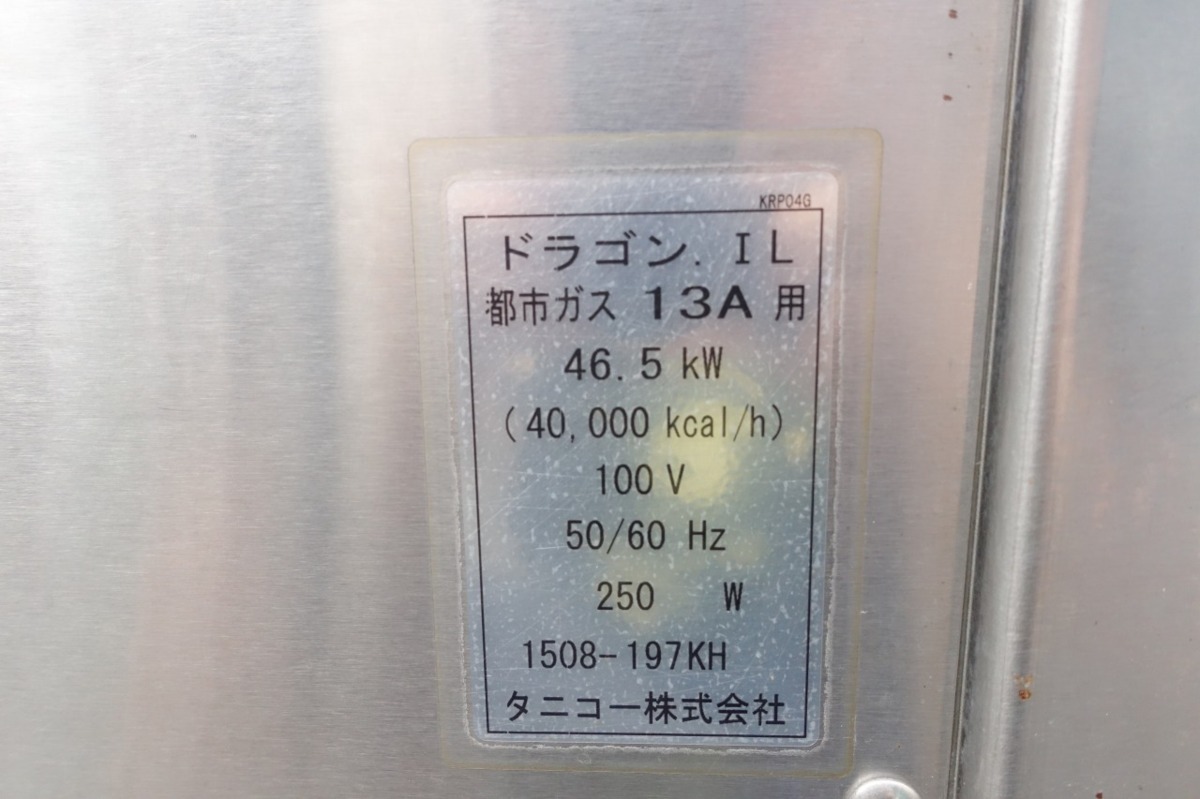 KRP04G
ドラゴン. IL
都市ガス 13A 用
46.5 kW
(40,000 kcal/h)
100 V
50/60 Hz
250 W
1508-197KH
タニコー株式会社